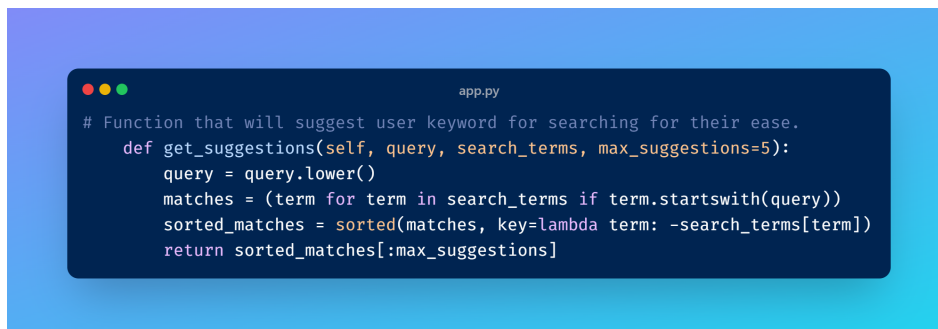 app.py
# Function that will suggest user keyword for searching for their ease.
    def get_suggestions(self, query, search_terms, max_suggestions=5):
        query = query.lower()
        matches = (term for term in search_terms if term.startswith(query))
        sorted_matches = sorted(matches, key=lambda term: -search_terms[term])
        return sorted_matches[:max_suggestions]